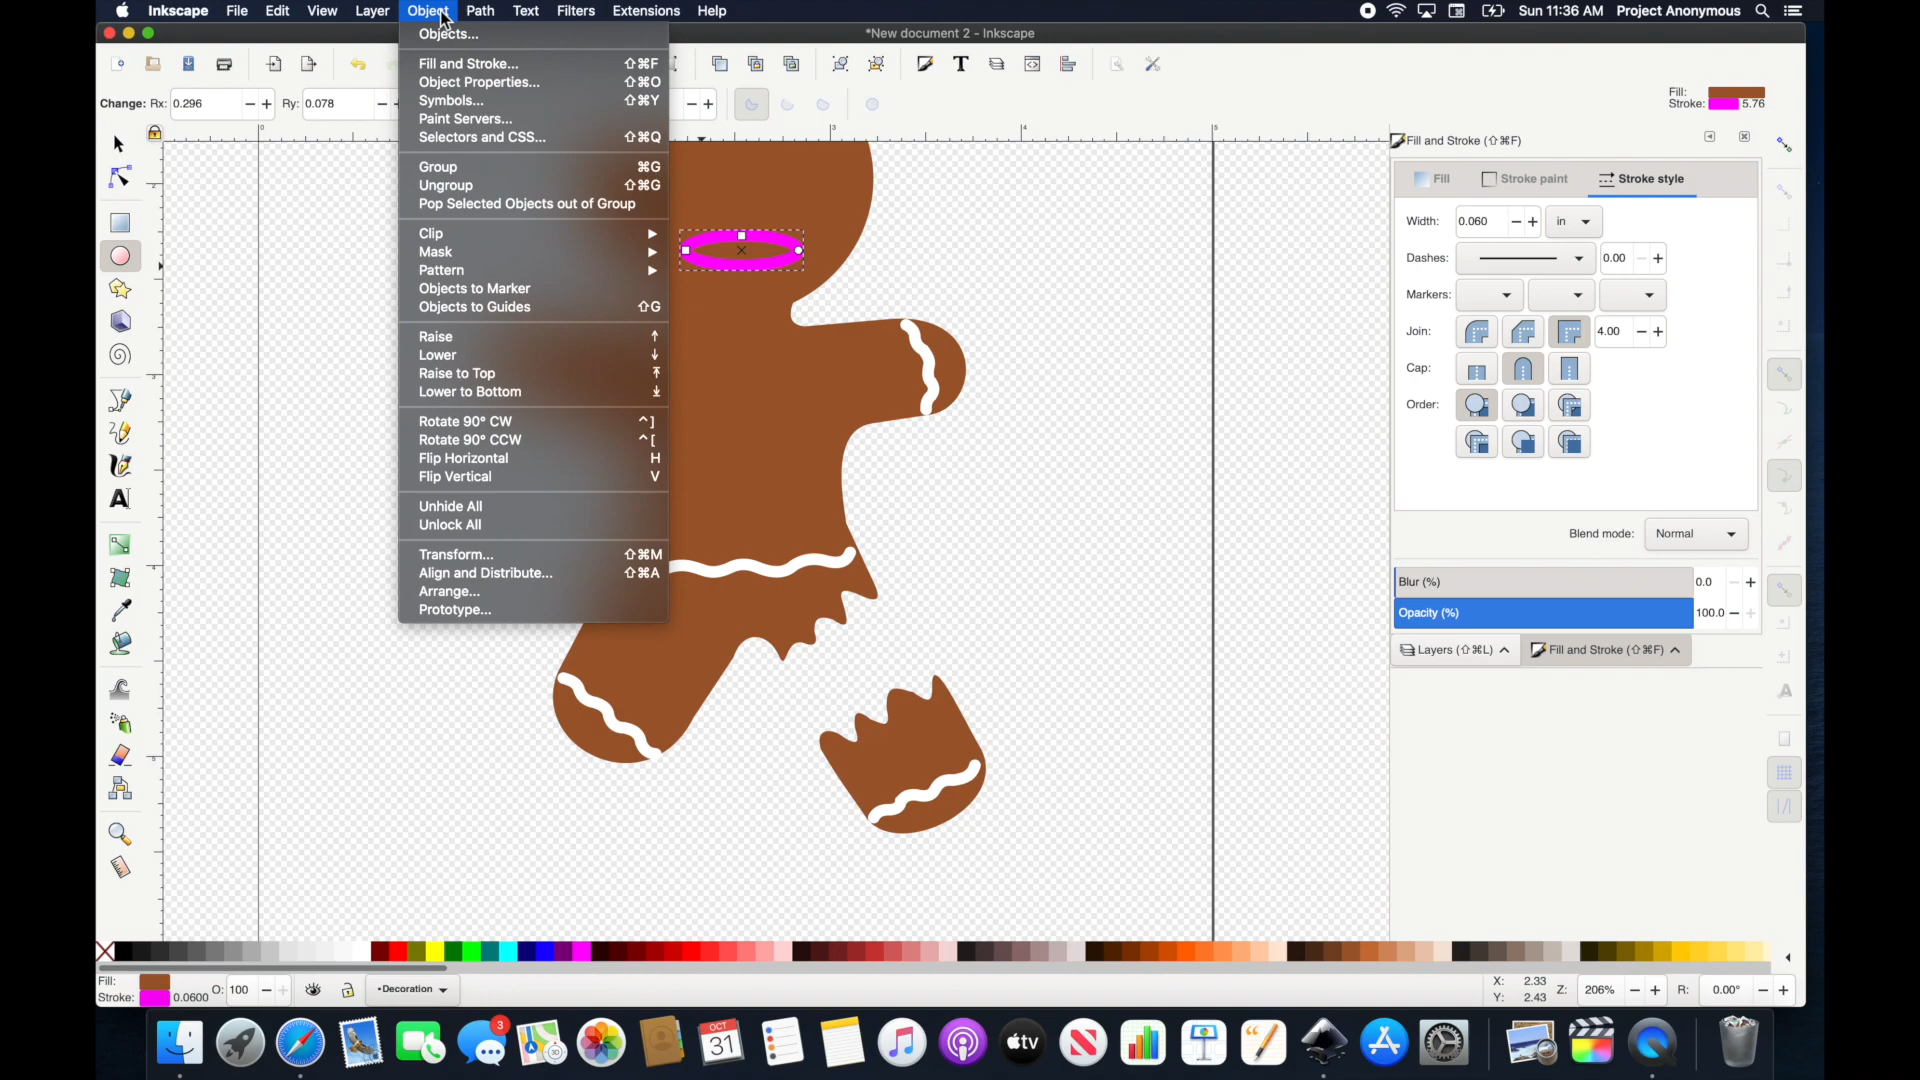 Inkscape File Edit View Layer Object Path Text Filters Extensions Help Sun 11:36 AM Project Anonymous
*New document 2 - Inkscape
Objects...
Fill and Stroke... ⇧⌘F
Object Properties... ⇧⌘O
Symbols... ⇧⌘Y
Paint Servers...
Selectors and CSS... ⇧⌘Q
Group ⌘G
Ungroup ⇧⌘G
Pop Selected Objects out of Group
Clip
Mask
Pattern
Objects to Marker
Objects to Guides ⇧G
Raise ↑
Lower ↓
Raise to Top
Lower to Bottom
Rotate 90° CW ^]
Rotate 90° CCW ^[
Flip Horizontal H
Flip Vertical V
Unhide All
Unlock All
Transform... ⇧⌘M
Align and Distribute... ⇧⌘A
Arrange...
Prototype...
Change: Rx: 0.296 − + Ry: 0.078 − − +
Fill:
Stroke: 5.76
0 3 4 5
Fill and Stroke (⇧⌘F)
Fill Stroke paint Stroke style
Width: 0.060 − + in
Dashes: 0.00 − +
Markers:
Join: 4.00 − +
Cap:
Order:
Blend mode: Normal
Blur (%) 0.0 − +
Opacity (%) 100.0 − +
Layers (⇧⌘L) Fill and Stroke (⇧⌘F)
Fill:
Stroke: 0.0600 O: 100 − + •Decoration
X: 2.33
Y: 2.43
Z: 206% − + R: 0.00° − +
3
OCT
31
3D
tv